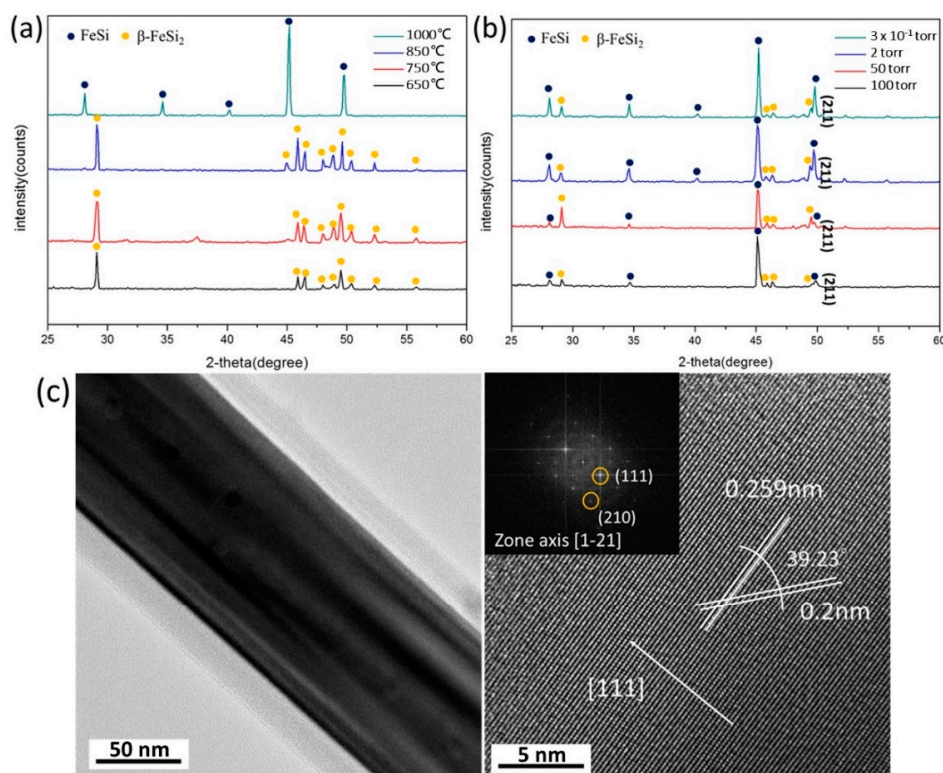 (a)
FeSi β-FeSi2
1000℃
850℃
750℃
650℃
intensity(counts)
25 30 35 40 45 50 55 60
2-theta(degree)
(b)
FeSi β-FeSi2
3 x 10-1 torr
2 torr
50 torr
100 torr
(211)
(211)
(211)
(211)
intensity(counts)
25 30 35 40 45 50 55 60
2-theta(degree)
(c)
50 nm
(111)
(210)
Zone axis [1-21]
0.259nm
39.23°
0.2nm
[111]
5 nm